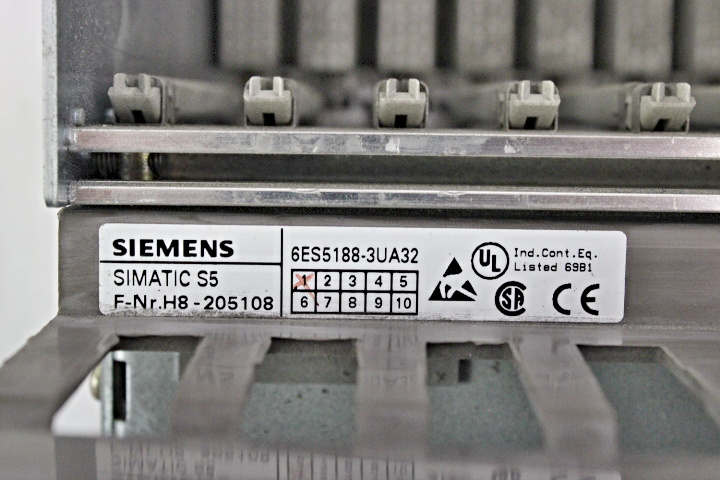 SIEMENS
SIMATIC S5
F-Nr.H8-205108
6ES5188-3UA32
1 2 3 4 5
6 7 8 9 10
UL
Ind.Cont.Eq.
Listed 69B1
SA
CE